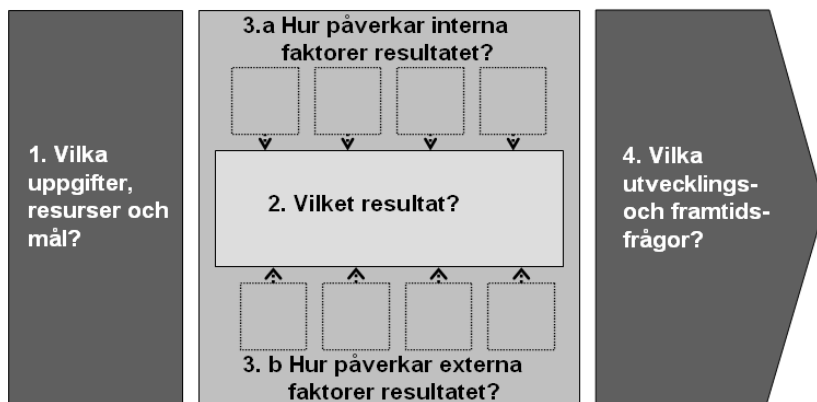 1. Vilka
uppgifter,
resurser och
mål?
3.a Hur påverkar interna
faktorer resultatet?
2. Vilket resultat?
3. b Hur påverkar externa
faktorer resultatet?
4. Vilka
utvecklings-
och framtids-
frågor?